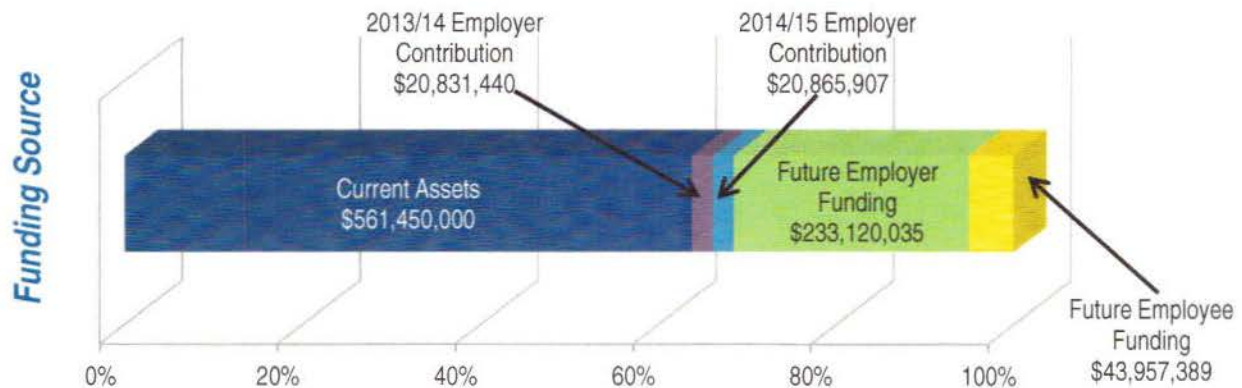 2013/14 Employer
Contribution
$20,831,440
2014/15 Employer
Contribution
$20,865,907
Funding Source
Current Assets
$561,450,000
Future Employer
Funding
$233,120,035
Future Employee
Funding
$43,957,389
0%
20%
40%
60%
80%
100%